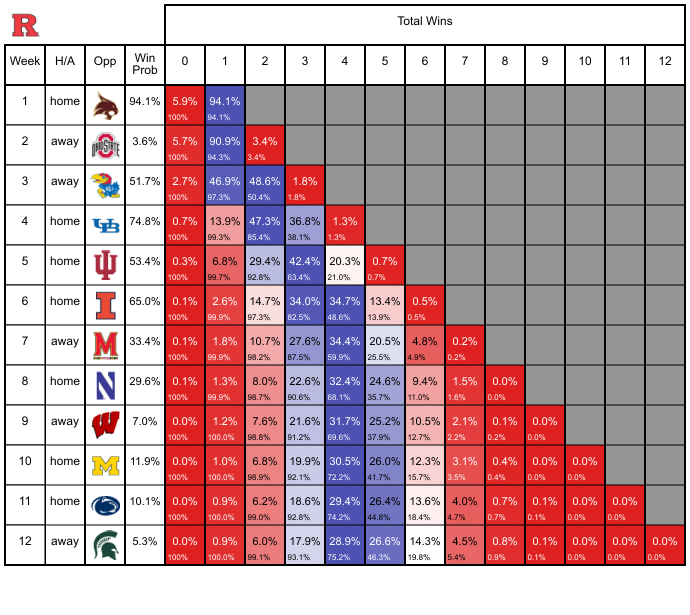 R
Total Wins
Week H/A Opp Win Prob 0 1 2 3 4 5 6 7 8 9 10 11 12
1 home 94.1% 5.9% 94.1%
100% 94.1%
2 away OHIO STATE 3.6% 5.7% 90.9% 3.4%
100% 94.3% 3.4%
3 away KU 51.7% 2.7% 46.9% 48.6% 1.8%
100% 97.3% 50.4% 1.8%
4 home UB 74.8% 0.7% 13.9% 47.3% 36.8% 1.3%
100% 99.3% 85.4% 38.1% 1.3%
5 home IU 53.4% 0.3% 6.8% 29.4% 42.4% 20.3% 0.7%
100% 99.7% 92.8% 63.4% 21.0% 0.7%
6 home I 65.0% 0.1% 2.6% 14.7% 34.0% 34.7% 13.4% 0.5%
100% 99.9% 97.3% 82.5% 48.6% 13.9% 0.5%
7 away M 33.4% 0.1% 1.8% 10.7% 27.6% 34.4% 20.5% 4.8% 0.2%
100% 99.9% 98.2% 87.5% 59.9% 25.5% 4.9% 0.2%
8 home N 29.6% 0.1% 1.3% 8.0% 22.6% 32.4% 24.6% 9.4% 1.5% 0.0%
100% 99.9% 98.7% 90.6% 68.1% 35.7% 11.0% 1.6% 0.0%
9 away W 7.0% 0.0% 1.2% 7.6% 21.6% 31.7% 25.2% 10.5% 2.1% 0.1% 0.0%
100% 100.0% 98.8% 91.2% 69.6% 37.9% 12.7% 2.2% 0.2% 0.0%
10 home M 11.9% 0.0% 1.0% 6.8% 19.9% 30.5% 26.0% 12.3% 3.1% 0.4% 0.0% 0.0%
100% 100.0% 98.9% 92.1% 72.2% 41.7% 15.7% 3.5% 0.4% 0.0% 0.0%
11 home 10.1% 0.0% 0.9% 6.2% 18.6% 29.4% 26.4% 13.6% 4.0% 0.7% 0.1% 0.0% 0.0%
100% 100.0% 99.0% 92.8% 74.2% 44.8% 18.4% 4.7% 0.7% 0.1% 0.0% 0.0%
12 away 5.3% 0.0% 0.9% 6.0% 17.9% 28.9% 26.6% 14.3% 4.5% 0.8% 0.1% 0.0% 0.0% 0.0%
100% 100.0% 99.1% 93.1% 75.2% 46.3% 19.8% 5.4% 0.9% 0.1% 0.0% 0.0% 0.0%